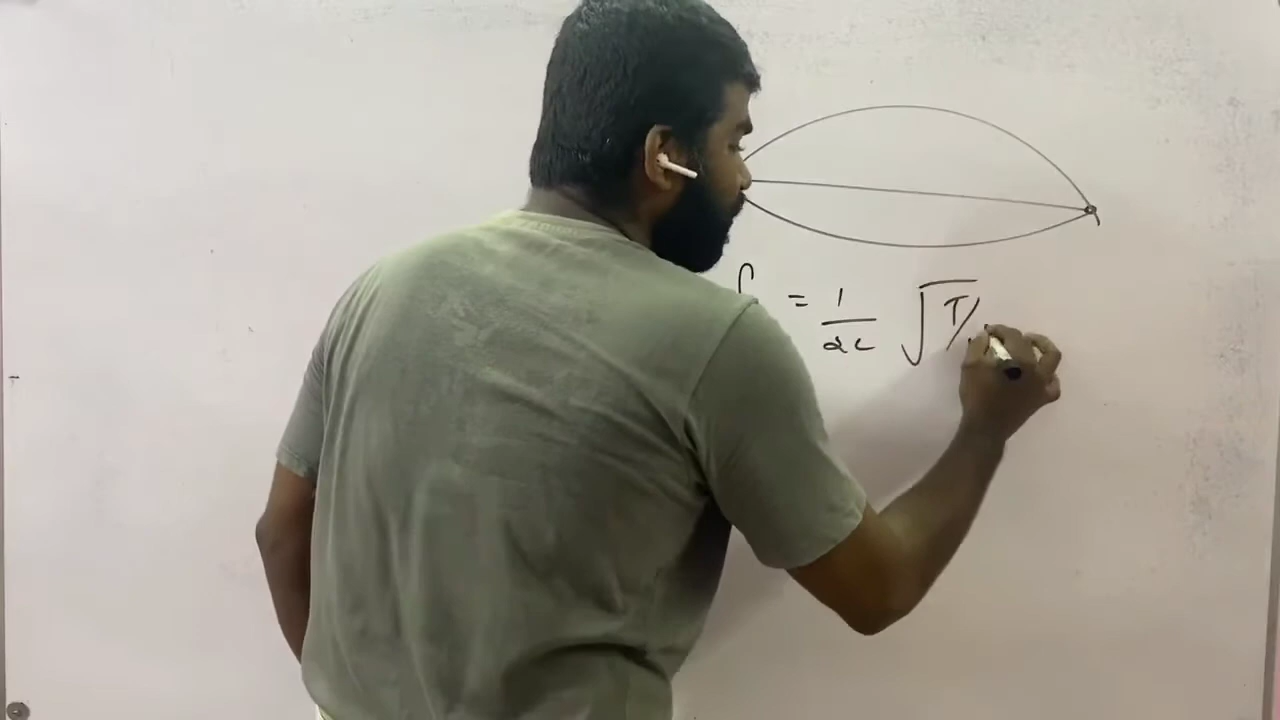 f = 1/2L √T/